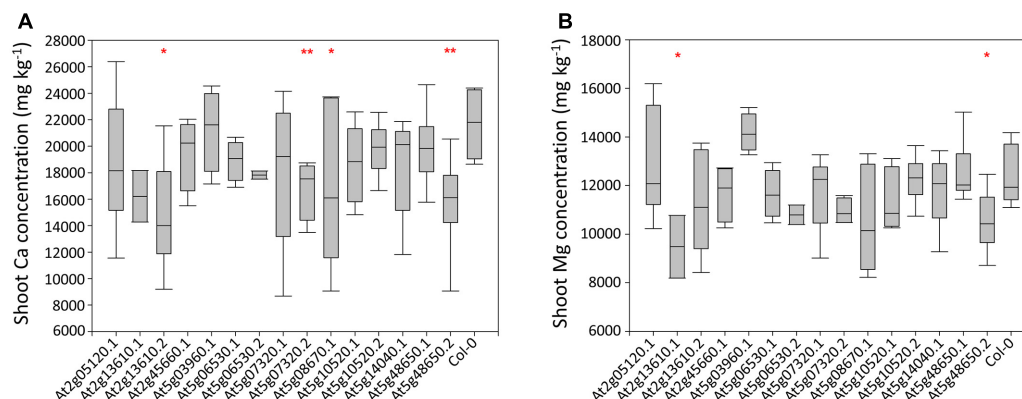 A
Shoot Ca concentration (mg kg-1)
28000
26000
24000
22000
20000
18000
16000
14000
12000
10000
8000
6000
* ** * **
At2g05120.1
At2g13610.1
At2g13610.2
At2g45660.1
At5g03960.1
At5g06530.1
At5g06530.2
At5g07320.1
At5g07320.2
At5g08670.1
At5g10520.1
At5g10520.2
At5g14040.1
At5g48650.1
At5g48650.2
Col-0
B
Shoot Mg concentration (mg kg-1)
18000
16000
14000
12000
10000
8000
6000
* *
At2g05120.1
At2g13610.1
At2g13610.2
At2g45660.1
At5g03960.1
At5g06530.1
At5g06530.2
At5g07320.1
At5g07320.2
At5g08670.1
At5g10520.1
At5g10520.2
At5g14040.1
At5g48650.1
At5g48650.2
Col-0